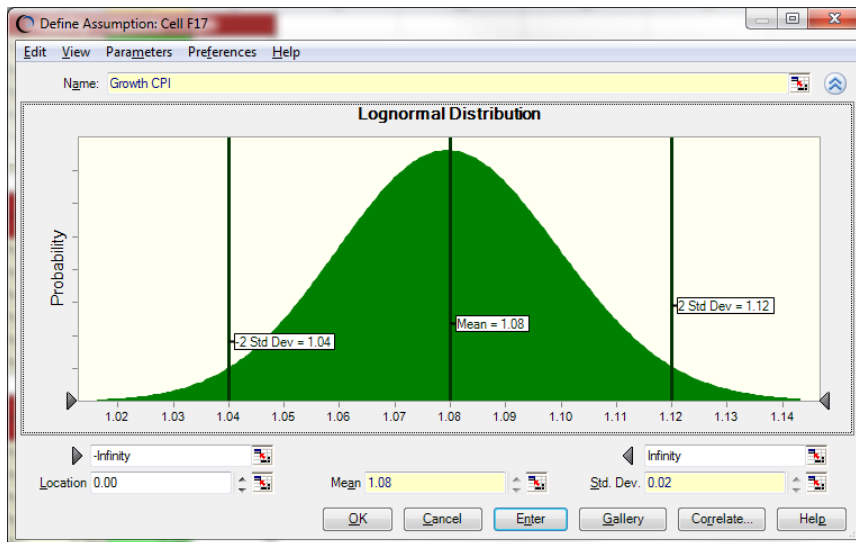 Define Assumption: Cell F17
Edit View Parameters Preferences Help
Name: Growth CPI
Lognormal Distribution
Probability
2 Std Dev = 1.12
Mean = 1.08
-2 Std Dev = 1.04
1.02 1.03 1.04 1.05 1.06 1.07 1.08 1.09 1.10 1.11 1.12 1.13 1.14
-Infinity Infinity
Location 0.00 Mean 1.08 Std. Dev. 0.02
OK Cancel Enter Gallery Correlate... Help